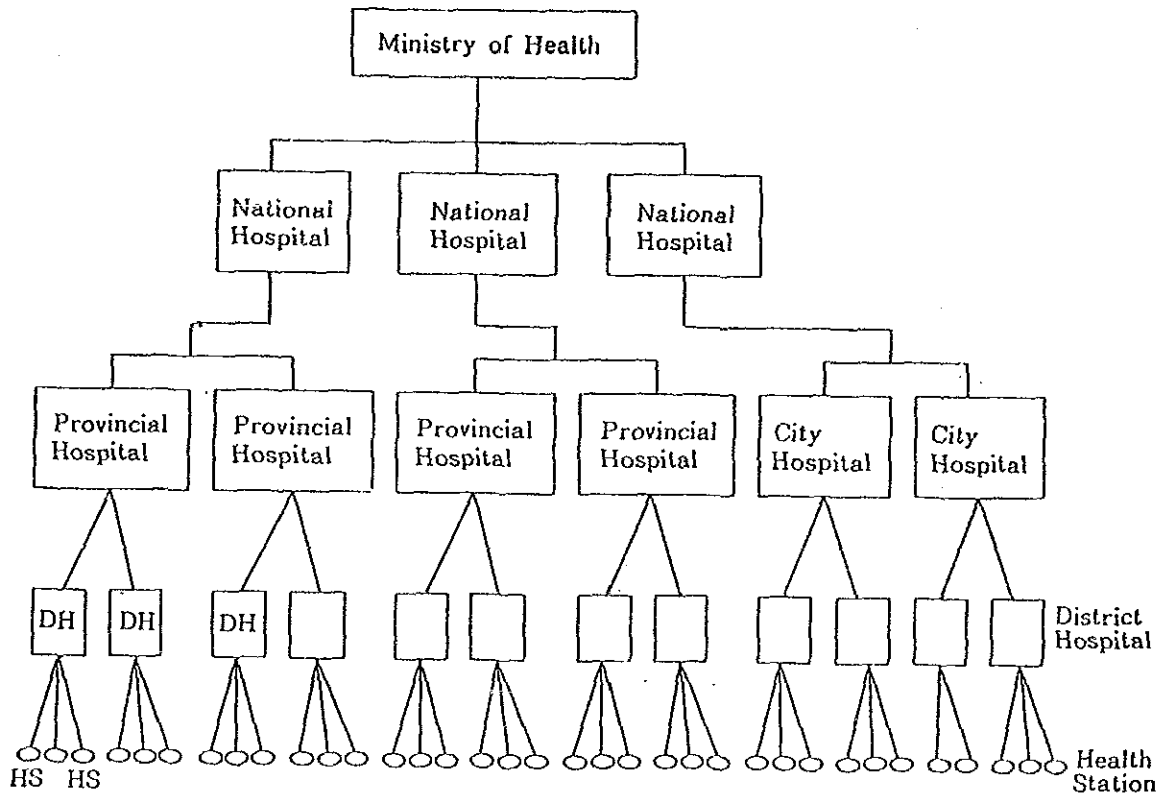 Ministry of Health
National
Hospital
National
Hospital
National
Hospital
Provincial
Hospital
Provincial
Hospital
Provincial
Hospital
Provincial
Hospital
City
Hospital
City
Hospital
DH
DH
DH
District
Hospital
HS
HS
Health
Station